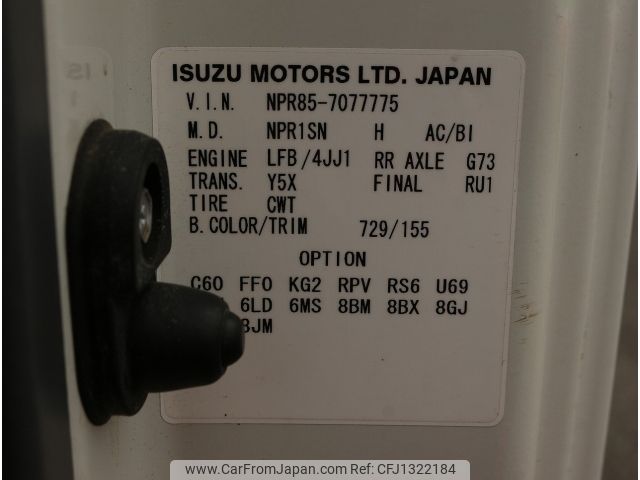 ISUZU MOTORS LTD. JAPAN
V.I.N. NPR85-7077775
M.D. NPR1SN H AC/BI
ENGINE LFB/4JJ1 RR AXLE G73
TRANS. Y5X FINAL RU1
TIRE CWT
B.COLOR/TRIM 729/155
OPTION
C60 FF0 KG2 RPV RS6 U69
6LD 6MS 8BM 8BX 8GJ
8JM
www.CarFromJapan.com CFJ1322184